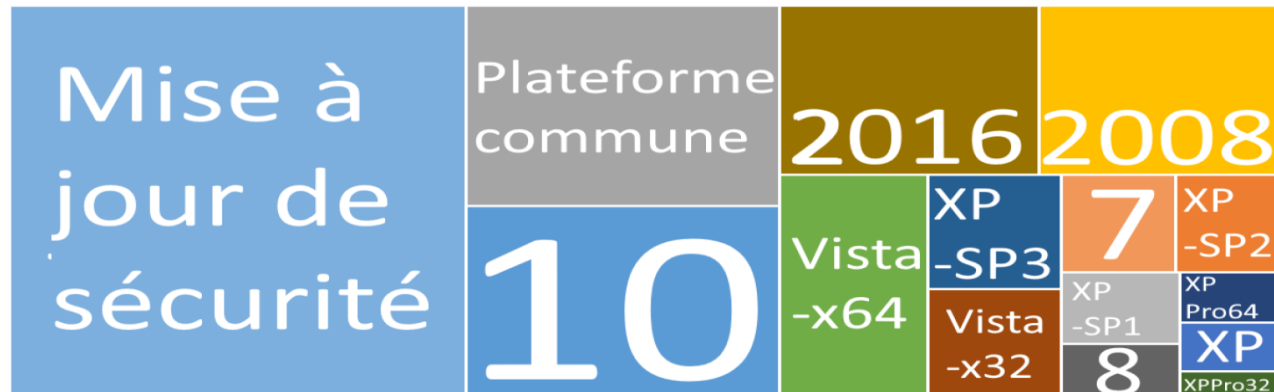 Mise à
jour de
sécurité
Plateforme
commune
10
2016
2008
Vista
-x64
XP
-SP3
Vista
-x32
7
XP
-SP2
XP
-SP1
8
XP
Pro64
XP
XPPro32